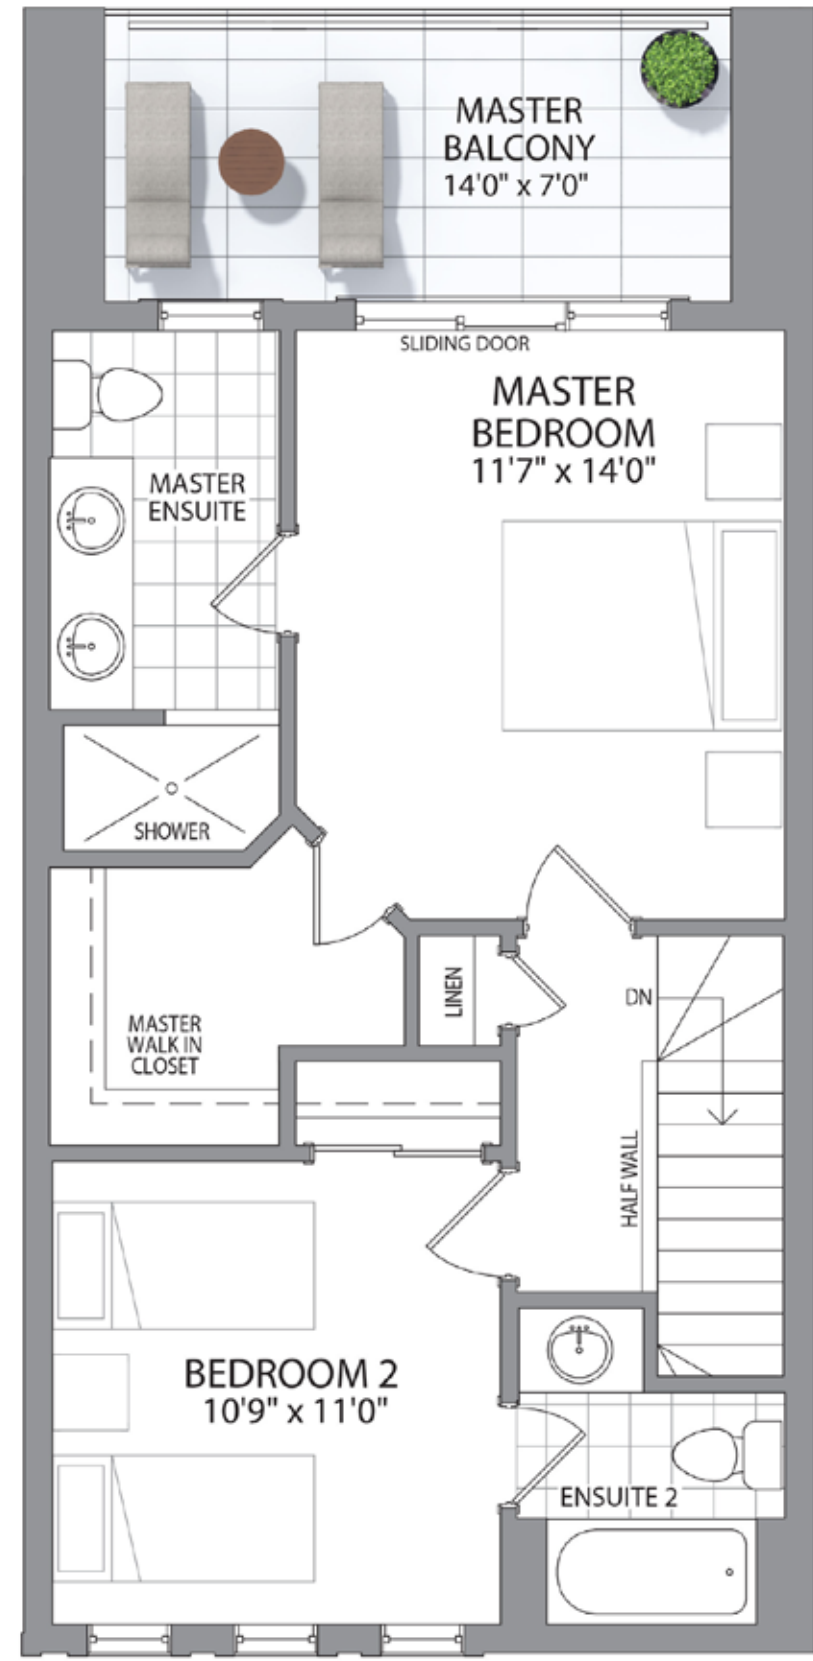 MASTER
BALCONY
14'0" x 7'0"
SLIDING DOOR
MASTER
BEDROOM
11'7" x 14'0"
MASTER
ENSUITE
SHOWER
LINEN
DN
MASTER
WALK IN
CLOSET
HALF WALL
BEDROOM 2
10'9" x 11'0"
ENSUITE 2